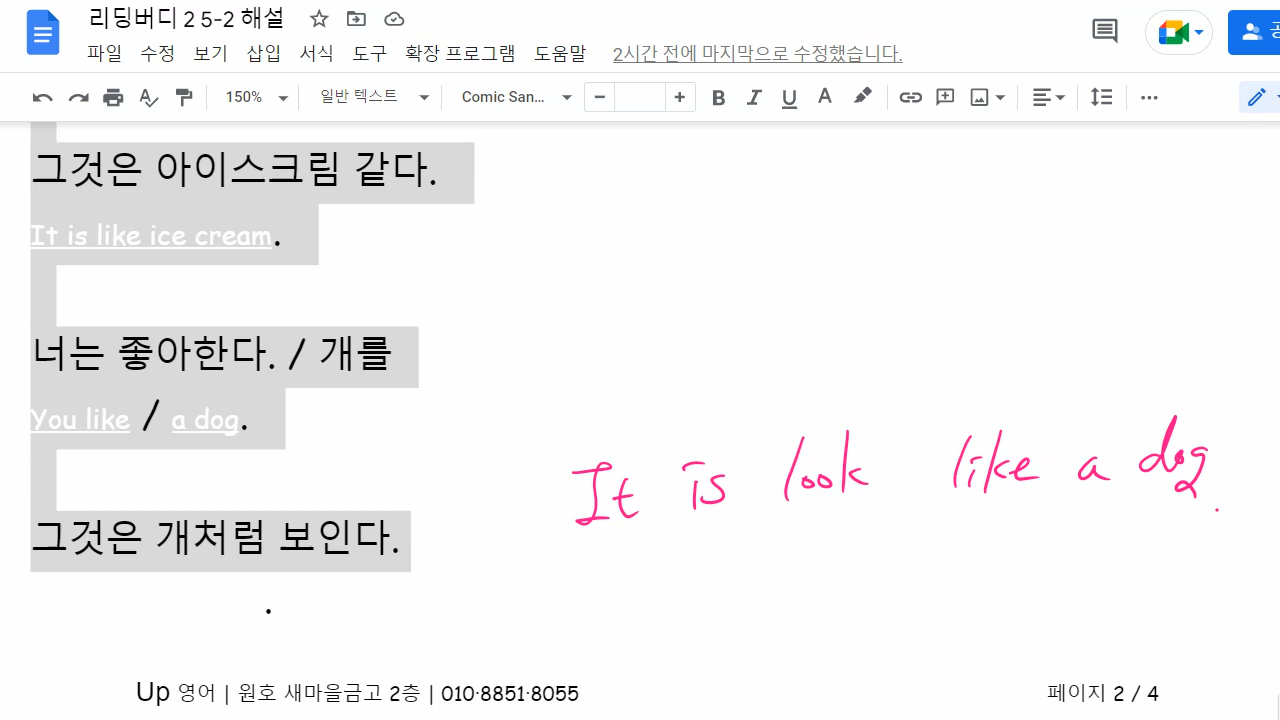 리딩버디 2 5-2 해설
파일 수정 보기 삽입 서식 도구 확장 프로그램 도움말 2시간 전에 마지막으로 수정했습니다.
150% 일반 텍스트 Comic San... − + B I U A
그것은 아이스크림 같다.
It is like ice cream.
너는 좋아한다. / 개를
You like / a dog.
It is look like a dog.
그것은 개처럼 보인다.
.
Up 영어 | 원호 새마을금고 2층 | 010·8851·8055 페이지 2 / 4